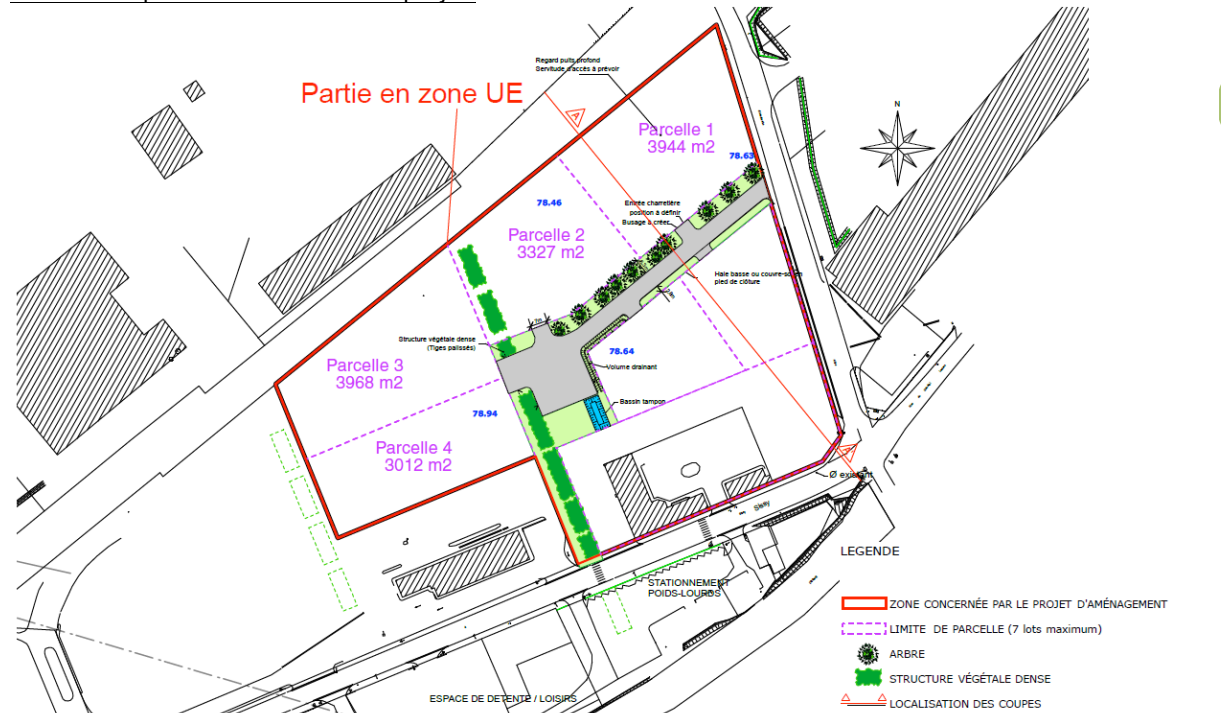 Regard puits profond
Servitude d'accès à prévoir
Partie en zone UE
A
N
Parcelle 1
3944 m2
78.63
78.46
Entrée charretière
position à définir
Busage à créer
Parcelle 2
3327 m2
Haie basse ou couvre-sol en
pied de clôture
Structure végétale dense
(Tiges palissés)
78.64
Volume drainant
Parcelle 3
3968 m2
78.94
Bassin tampon
Parcelle 4
3012 m2
A
Ø existant
Sissy
LEGENDE
STATIONNEMENT
POIDS-LOURDS
ZONE CONCERNÉE PAR LE PROJET D'AMÉNAGEMENT
LIMITE DE PARCELLE (7 lots maximum)
ARBRE
STRUCTURE VÉGÉTALE DENSE
ESPACE DE DETENTE / LOISIRS
LOCALISATION DES COUPES